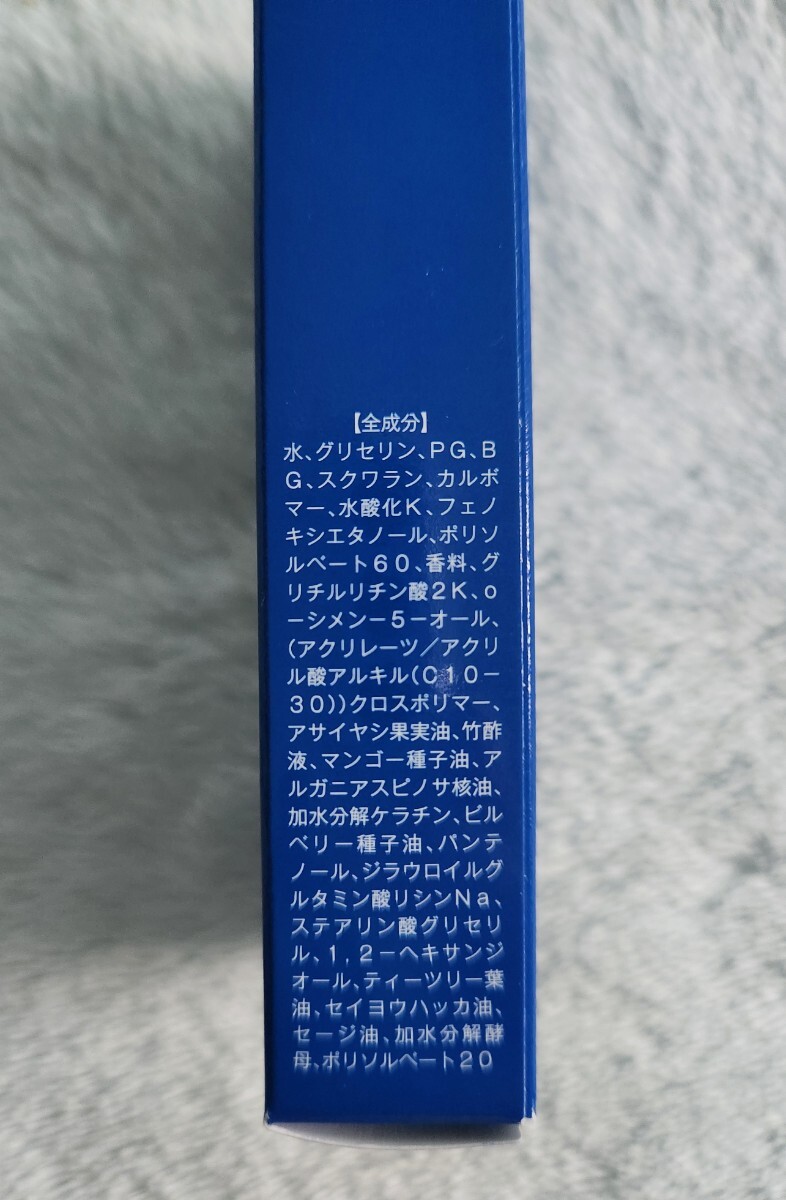 【全成分】
水、グリセリン、PG、B
G、スクワラン、カルボ
マー、水酸化K、フェノ
キシエタノール、ポリソ
ルベート60、香料、グ
リチルリチン酸2K、o
ーシメン－5－オール、
(アクリレーツ／アクリ
ル酸アルキル(C10－
30))クロスポリマー、
アサイヤシ果実油、竹酢
液、マンゴー種子油、ア
ルガニアスピノサ核油、
加水分解ケラチン、ビル
ベリー種子油、パンテ
ノール、ジラウロイルグ
ルタミン酸リシンNa、
ステアリン酸グリセリ
ル、1,2－ヘキサンジ
オール、ティーツリー葉
油、セイヨウハッカ油、
セージ油、加水分解酵
母、ポリソルベート20